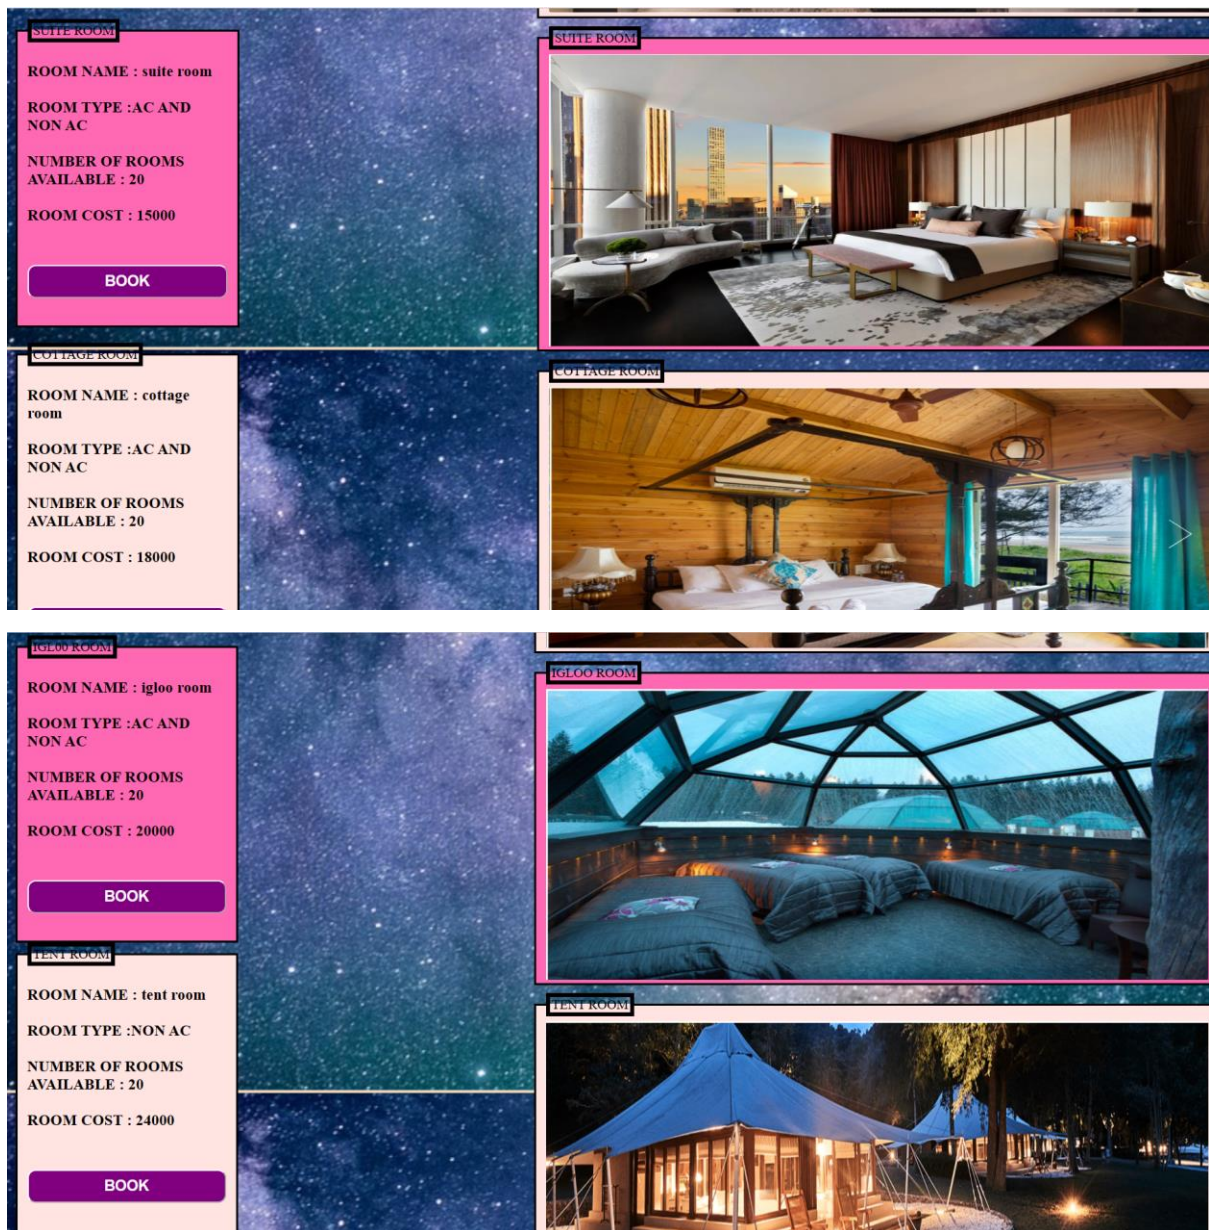 SUITE ROOM
ROOM NAME : suite room
ROOM TYPE :AC AND
NON AC
NUMBER OF ROOMS
AVAILABLE : 20
ROOM COST : 15000
BOOK
SUITE ROOM
COTTAGE ROOM
ROOM NAME : cottage
room
ROOM TYPE :AC AND
NON AC
NUMBER OF ROOMS
AVAILABLE : 20
ROOM COST : 18000
COTTAGE ROOM
IGL00 ROOM
ROOM NAME : igloo room
ROOM TYPE :AC AND
NON AC
NUMBER OF ROOMS
AVAILABLE : 20
ROOM COST : 20000
BOOK
IGLOO ROOM
TENT ROOM
ROOM NAME : tent room
ROOM TYPE :NON AC
NUMBER OF ROOMS
AVAILABLE : 20
ROOM COST : 24000
BOOK
TENT ROOM